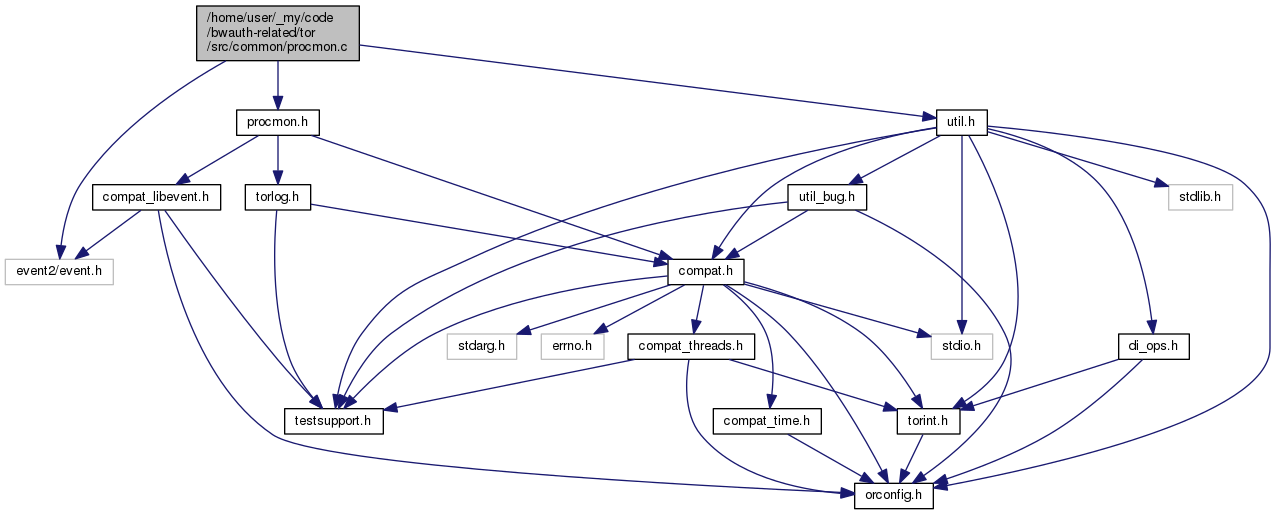 /home/user/_my/code
/bwauth-related/tor
/src/common/procmon.c
procmon.h
util.h
compat_libevent.h
torlog.h
util_bug.h
stdlib.h
event2/event.h
compat.h
stdarg.h
errno.h
compat_threads.h
stdio.h
di_ops.h
testsupport.h
compat_time.h
torint.h
orconfig.h